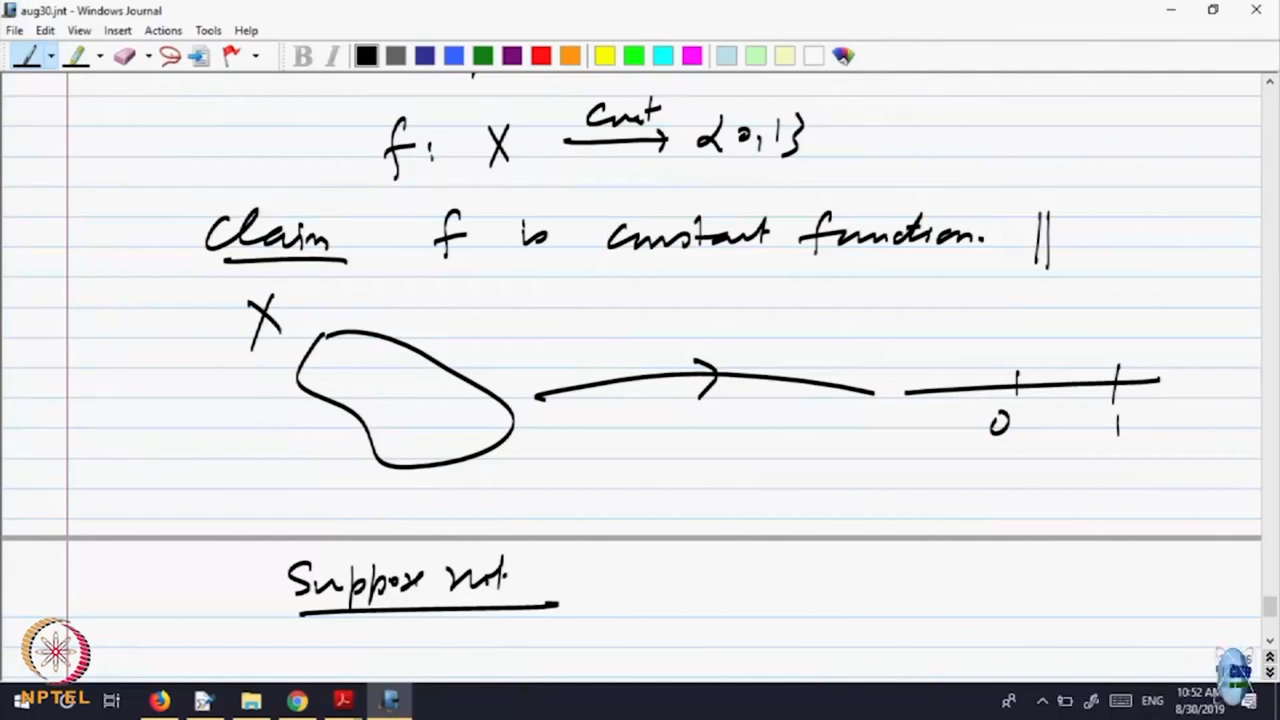 aug30.jnt - Windows Journal
File Edit View Insert Actions Tools Help
B I
cnt
f: X → {0,1}
Claim f is constant function. ||
X
0 1
Suppose not.
NPTEL
ENG
10:52 AM
8/30/2019